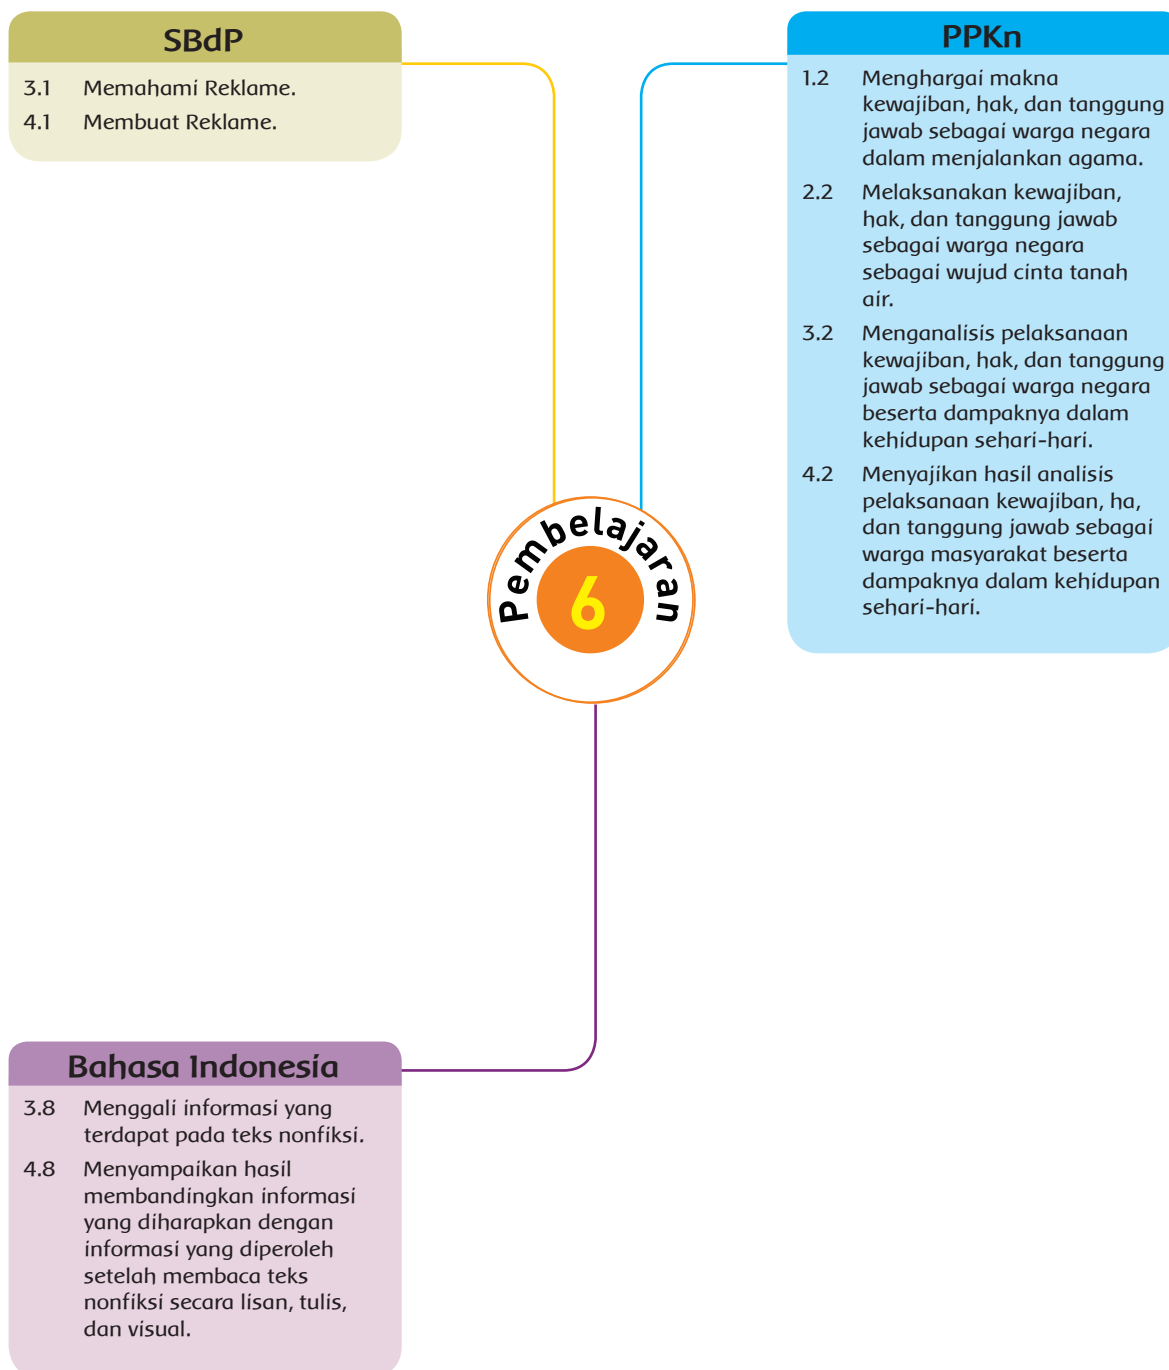 SBdP
3.1 Memahami Reklame.
4.1 Membuat Reklame.
PPKn
1.2 Menghargai makna
kewajiban, hak, dan tanggung
jawab sebagai warga negara
dalam menjalankan agama.
2.2 Melaksanakan kewajiban,
hak, dan tanggung jawab
sebagai warga negara
sebagai wujud cinta tanah
air.
3.2 Menganalisis pelaksanaan
kewajiban, hak, dan tanggung
jawab sebagai warga negara
beserta dampaknya dalam
kehidupan sehari-hari.
4.2 Menyajikan hasil analisis
pelaksanaan kewajiban, ha,
dan tanggung jawab sebagai
warga masyarakat beserta
dampaknya dalam kehidupan
sehari-hari.
Pembelajaran
6
Bahasa Indonesia
3.8 Menggali informasi yang
terdapat pada teks nonfiksi.
4.8 Menyampaikan hasil
membandingkan informasi
yang diharapkan dengan
informasi yang diperoleh
setelah membaca teks
nonfiksi secara lisan, tulis,
dan visual.